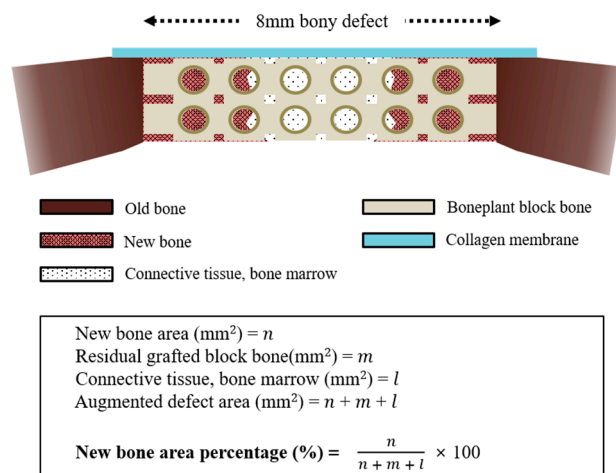 8mm bony defect
Old bone
Boneplant block bone
New bone
Collagen membrane
Connective tissue, bone marrow
New bone area (mm²) = n
Residual grafted block bone(mm²) = m
Connective tissue, bone marrow (mm²) = l
Augmented defect area (mm²) = n + m + l
New bone area percentage (%) = n / (n + m + l) × 100